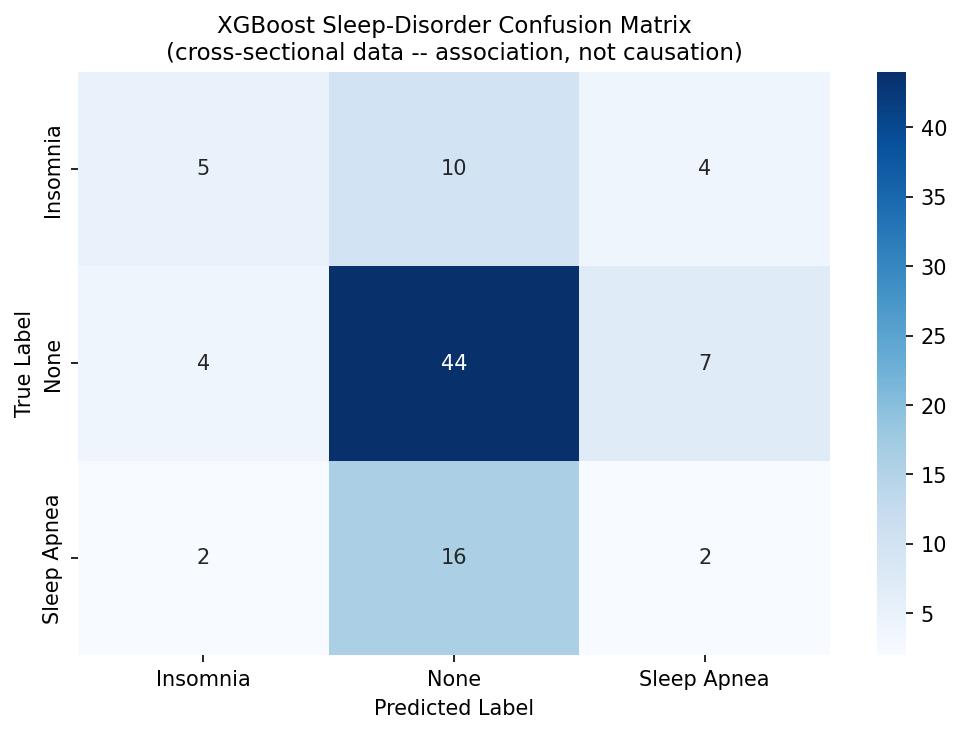 XGBoost Sleep-Disorder Confusion Matrix
(cross-sectional data -- association, not causation)
True Label
Insomnia
5
10
4
None
4
44
7
Sleep Apnea
2
16
2
Insomnia
None
Sleep Apnea
Predicted Label
40
35
30
25
20
15
10
5